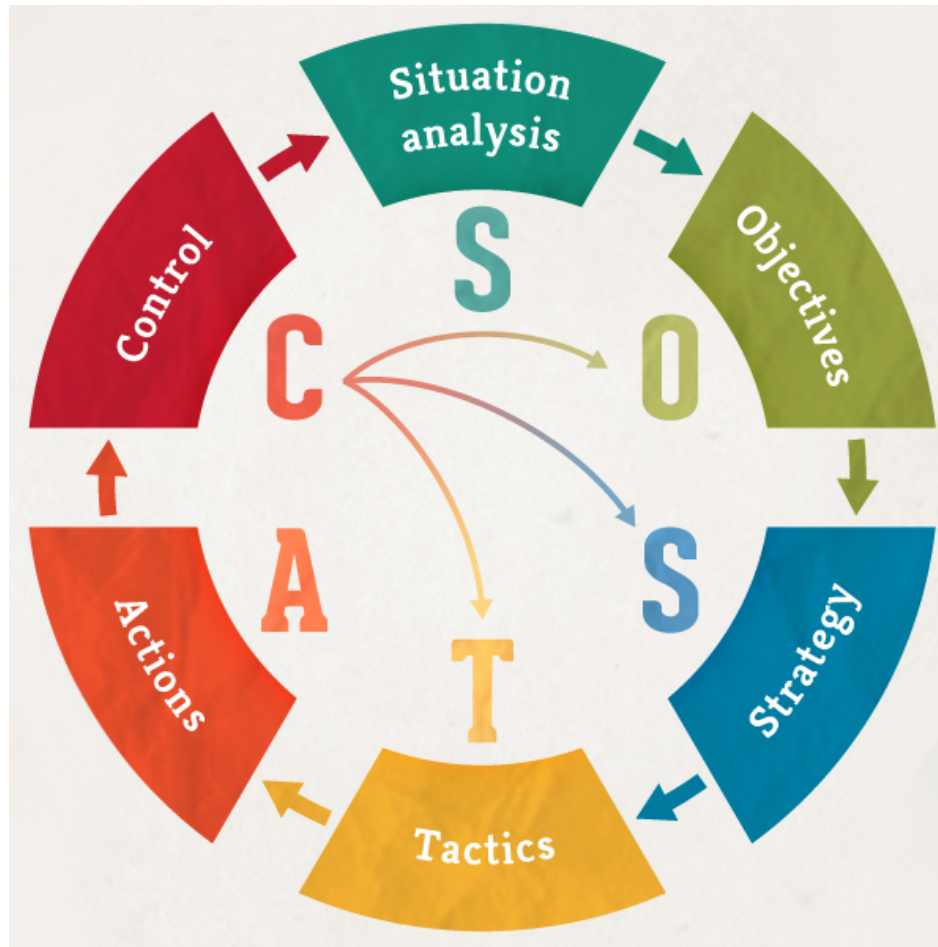 Situation
analysis
Objectives
Strategy
Tactics
Actions
Control
S
O
S
T
A
C